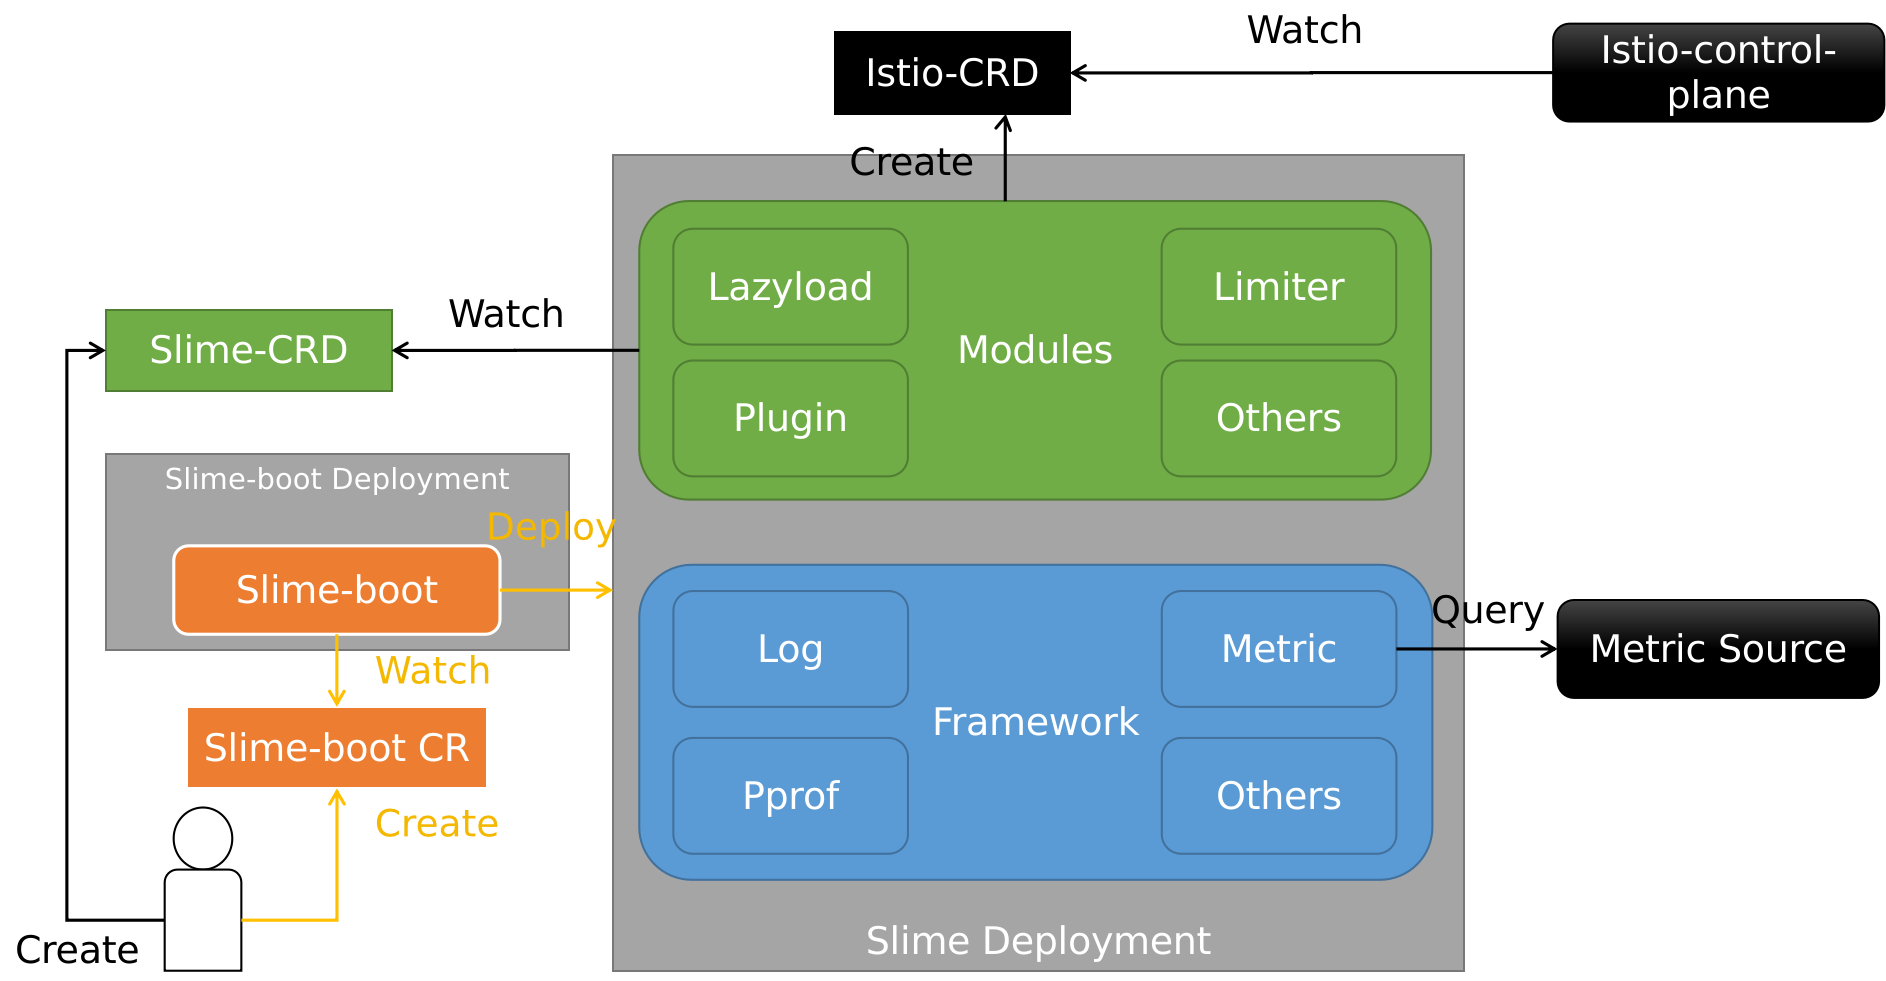 Watch
Istio-control-
plane
Istio-CRD
Create
Lazyload
Limiter
Modules
Plugin
Others
Watch
Slime-CRD
Slime-boot Deployment
Deploy
Slime-boot
Watch
Slime-boot CR
Create
Create
Log
Metric
Framework
Pprof
Others
Query
Metric Source
Slime Deployment